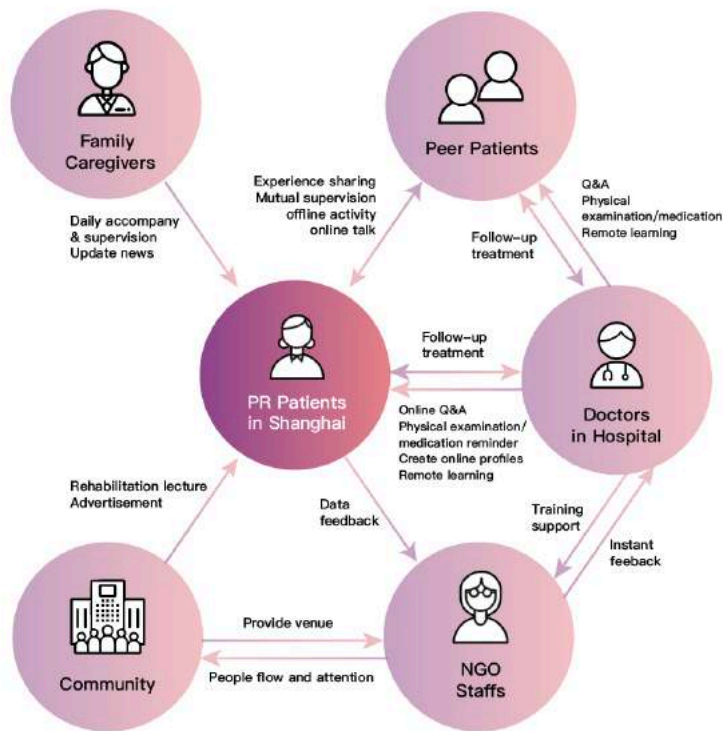 Family
Caregivers
Peer Patients
Experience sharing
Mutual supervision
offline activity
online talk
Q&A
Physical
examination/medication
Remote learning
Daily accompany
& supervision
Update news
Follow-up
treatment
Follow-up
treatment
PR Patients
in Shanghai
Doctors
in Hospital
Online Q&A
Physical examination/
medication reminder
Create online profiles
Remote learning
Rehabilitation lecture
Advertisement
Data
feedback
Training
support
Instant
feeback
Provide venue
People flow and attention
Community
NGO
Staffs